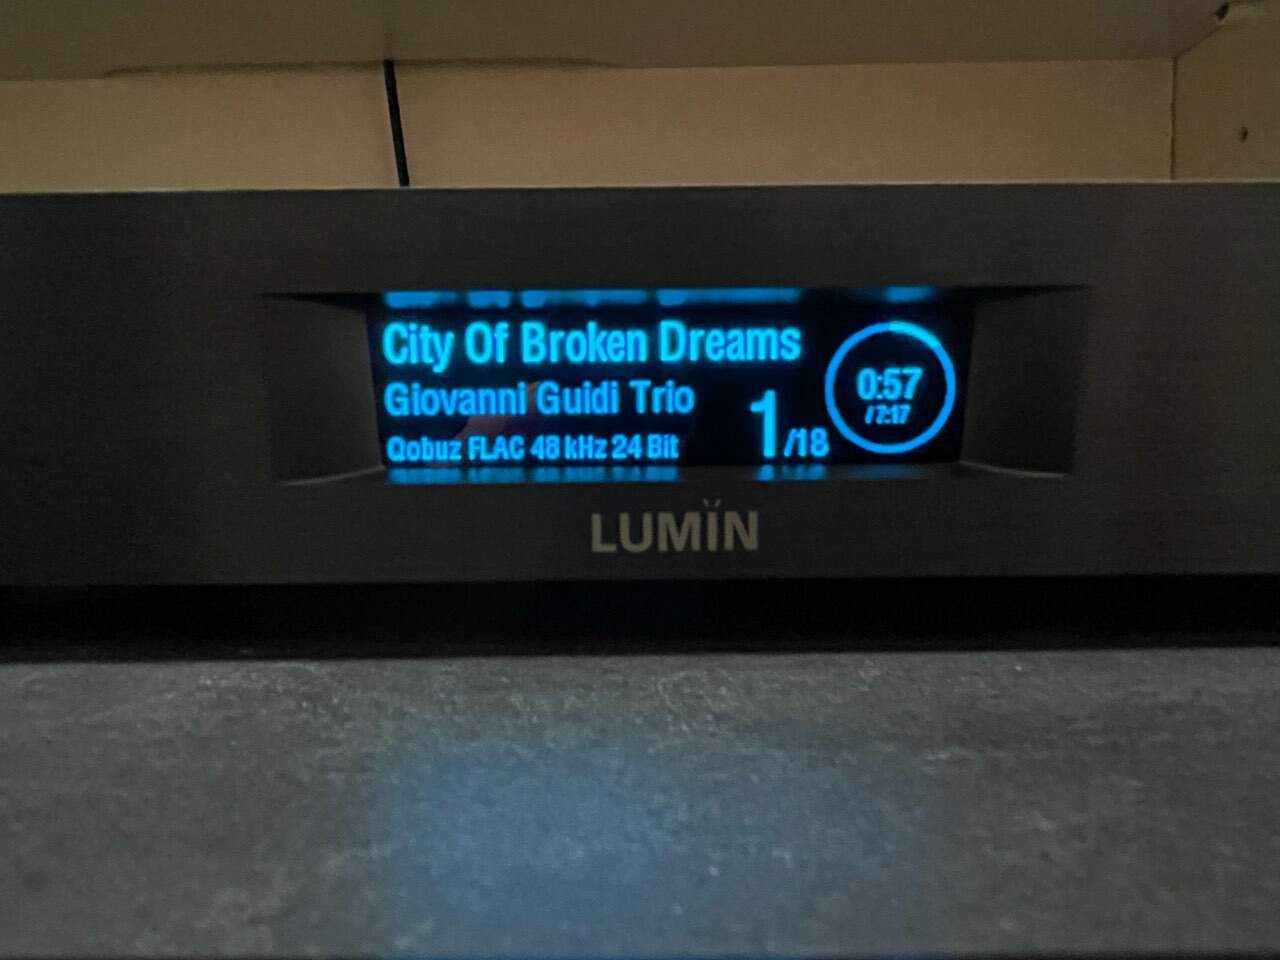 City Of Broken Dreams
Giovanni Guidi Trio
Qobuz FLAC 48 kHz 24 Bit
1/18
0:57
/7:17
LUMÏN